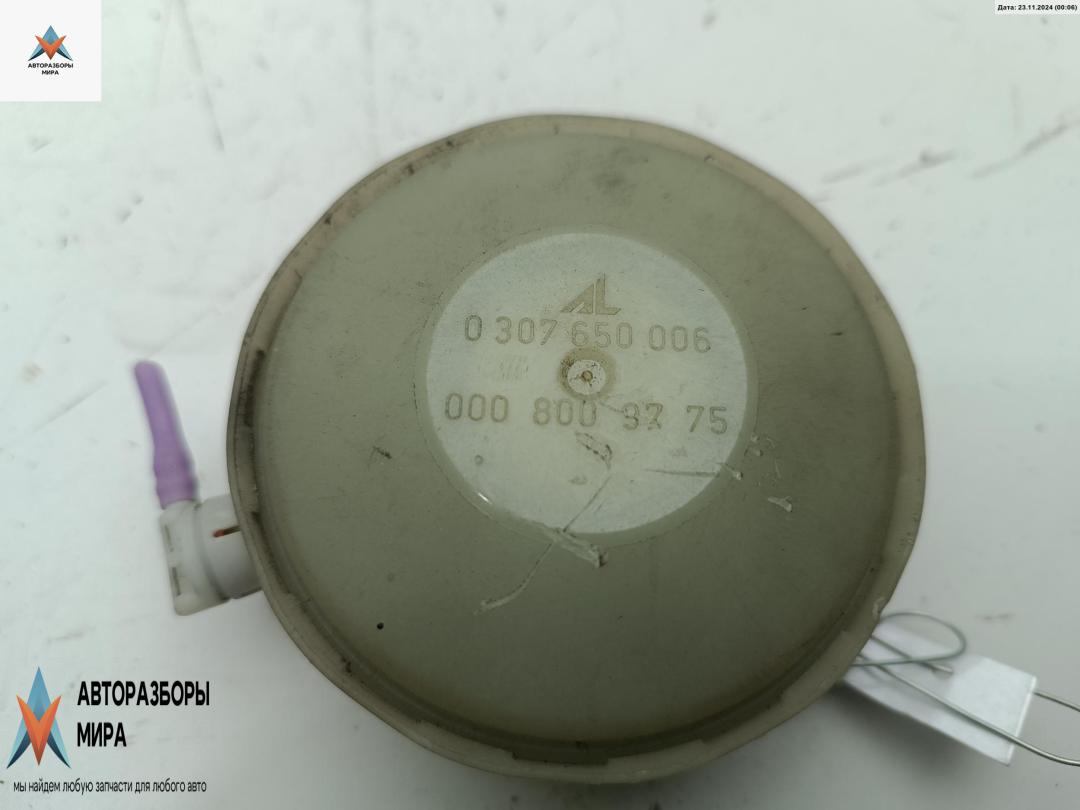 Дата: 23.11.2024 (00:06)
АВТОРАЗБОРЫ
МИРА
AL
0 307 650 006
000 800 37 75
АВТОРАЗБОРЫ
МИРА
мы найдем любую запчасти для любого авто